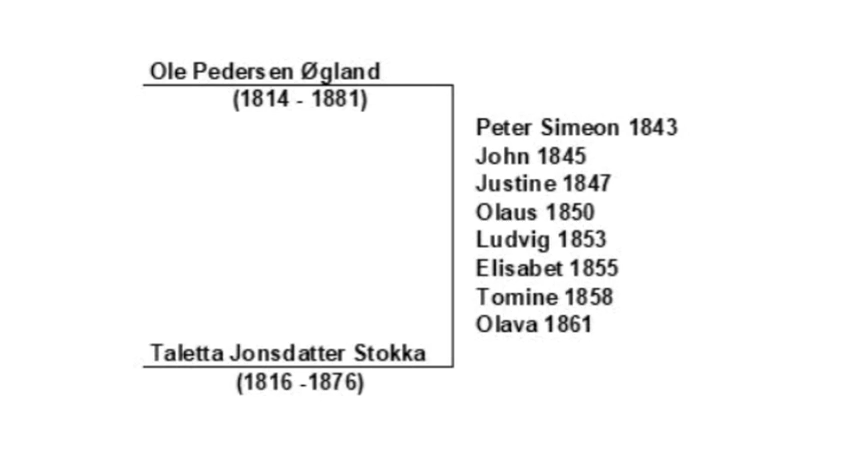 Ole Pedersen Øgland
(1814 - 1881)
Peter Simeon 1843
John 1845
Justine 1847
Olaus 1850
Ludvig 1853
Elisabet 1855
Tomine 1858
Olava 1861
Taletta Jonsdatter Stokka
(1816 -1876)